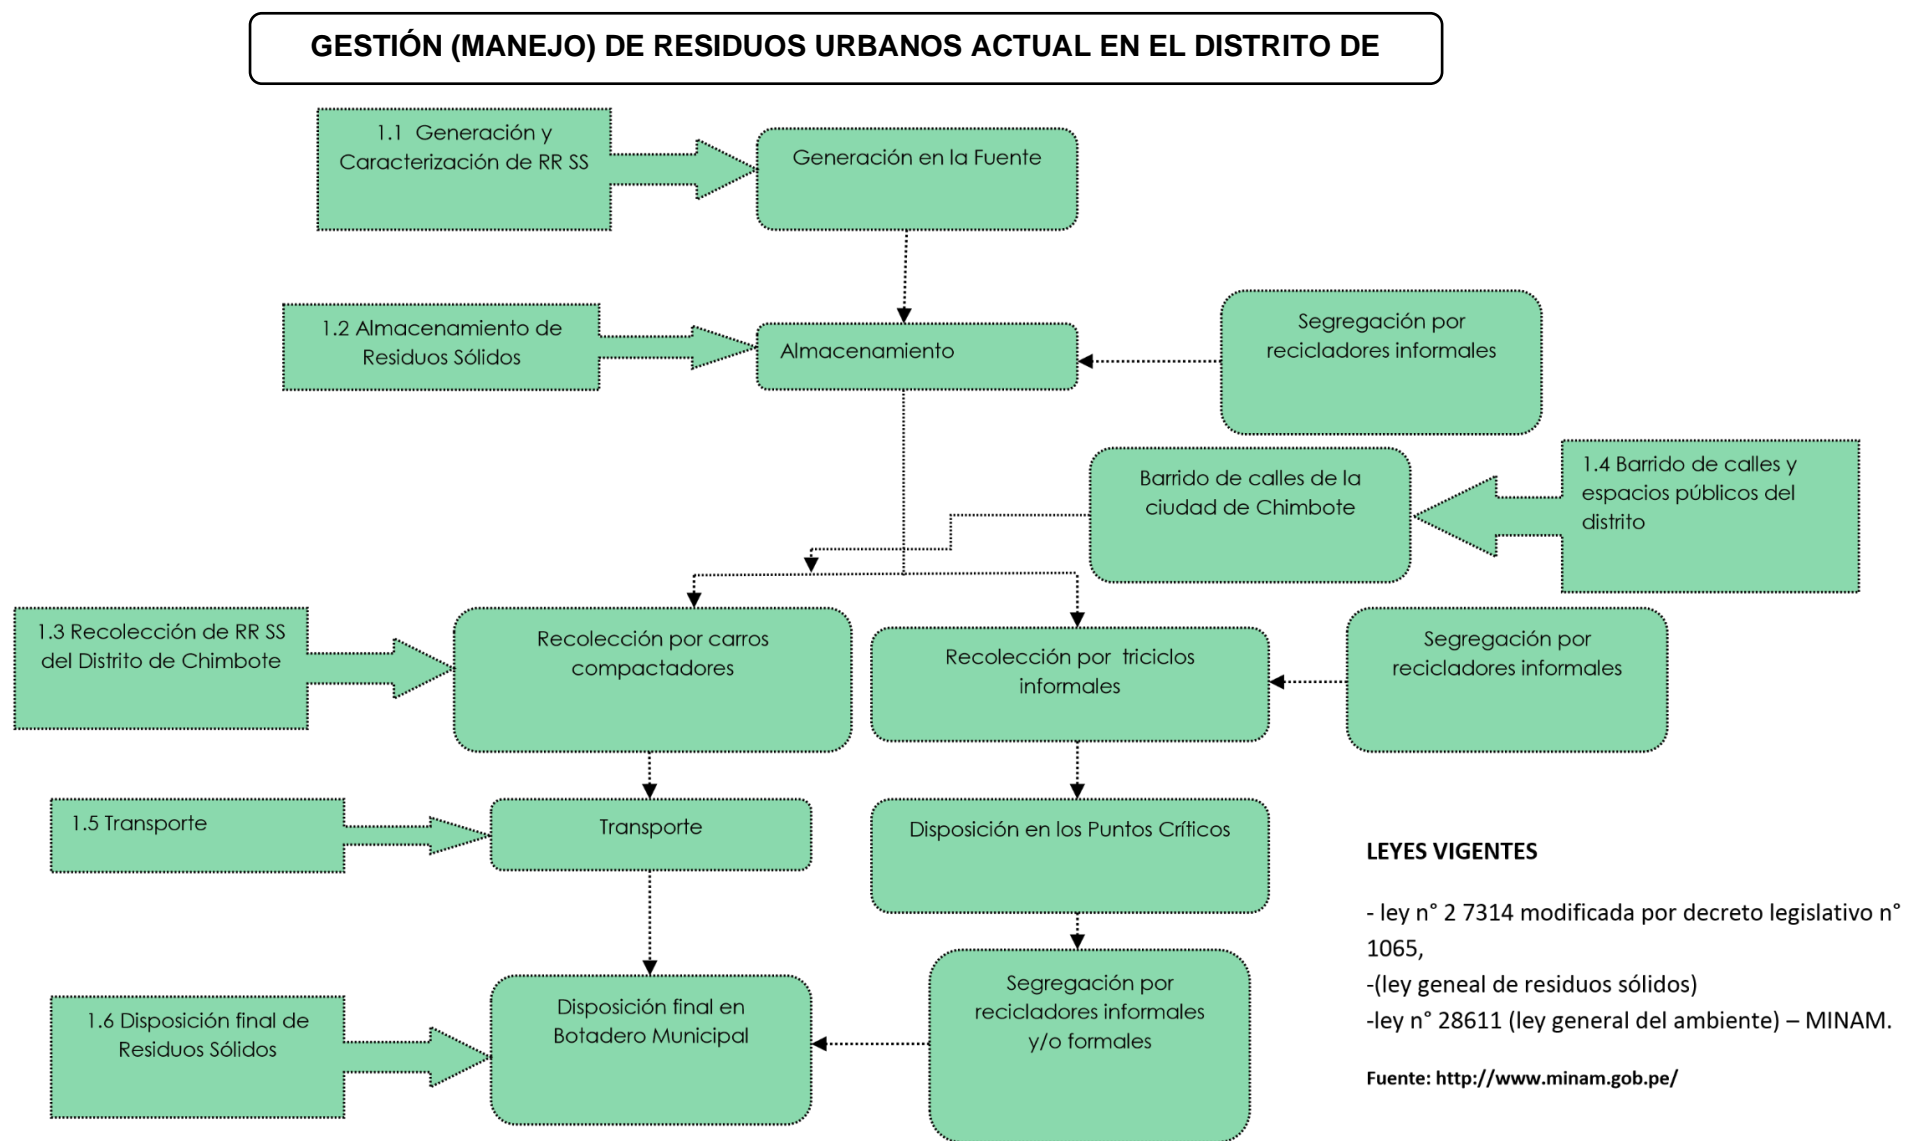 GESTIÓN (MANEJO) DE RESIDUOS URBANOS ACTUAL EN EL DISTRITO DE
1.1 Generación y
Caracterización de RR SS
Generación en la Fuente
1.2 Almacenamiento de
Residuos Sólidos
Almacenamiento
Segregación por
recicladores informales
Barrido de calles de la
ciudad de Chimbote
1.4 Barrido de calles y
espacios públicos del
distrito
1.3 Recolección de RR SS
del Distrito de Chimbote
Recolección por carros
compactadores
Recolección por triciclos
informales
Segregación por
recicladores informales
1.5 Transporte
Transporte
Disposición en los Puntos Críticos
LEYES VIGENTES
- ley n° 2 7314 modificada por decreto legislativo n°
1065,
-(ley geneal de residuos sólidos)
-ley n° 28611 (ley general del ambiente) – MINAM.
Fuente: http://www.minam.gob.pe/
1.6 Disposición final de
Residuos Sólidos
Disposición final en
Botadero Municipal
Segregación por
recicladores informales
y/o formales